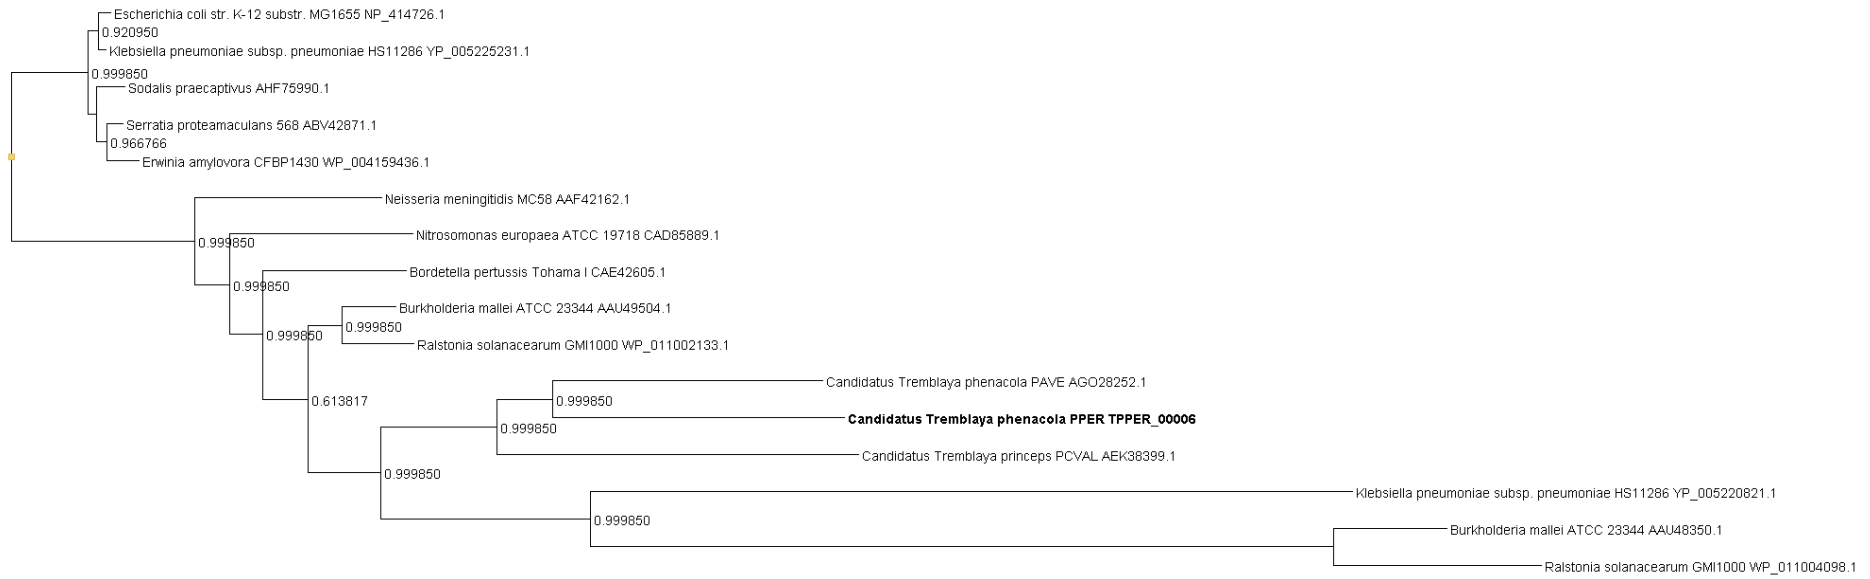 Escherichia coli str. K-12 substr. MG1655 NP_414726.1
0.920950
Klebsiella pneumoniae subsp. pneumoniae HS11286 YP_005225231.1
0.999850
Sodalis praecaptivus AHF75990.1
Serratia proteamaculans 568 ABV42871.1
0.966766
Erwinia amylovora CFBP1430 WP_004159436.1
Neisseria meningitidis MC58 AAF42162.1
Nitrosomonas europaea ATCC 19718 CAD85889.1
0.999850
Bordetella pertussis Tohama I CAE42605.1
0.999850
Burkholderia mallei ATCC 23344 AAU49504.1
0.999850
0.999850
Ralstonia solanacearum GMI1000 WP_011002133.1
Candidatus Tremblaya phenacola PAVE AGO28252.1
0.613817
0.999850
Candidatus Tremblaya phenacola PPER TPPER_00006
0.999850
Candidatus Tremblaya princeps PCVAL AEK38399.1
0.999850
Klebsiella pneumoniae subsp. pneumoniae HS11286 YP_005220821.1
0.999850
Burkholderia mallei ATCC 23344 AAU48350.1
Ralstonia solanacearum GMI1000 WP_011004098.1